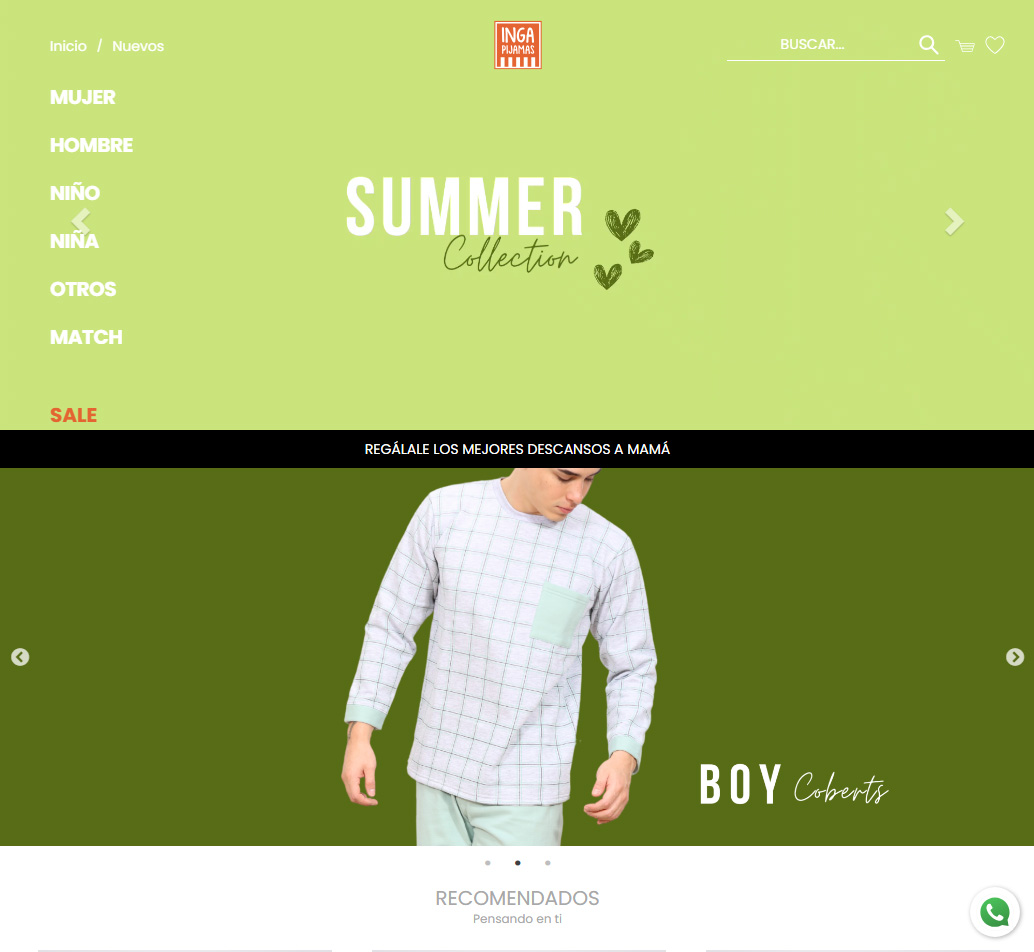 Inicio / Nuevos
INGA
PIJAMAS
BUSCAR...
MUJER
HOMBRE
NIÑO
NIÑA
OTROS
MATCH
SALE
SUMMER
Collection
REGÁLALE LOS MEJORES DESCANSOS A MAMÁ
BOY Coberts
RECOMENDADOS
Pensando en ti